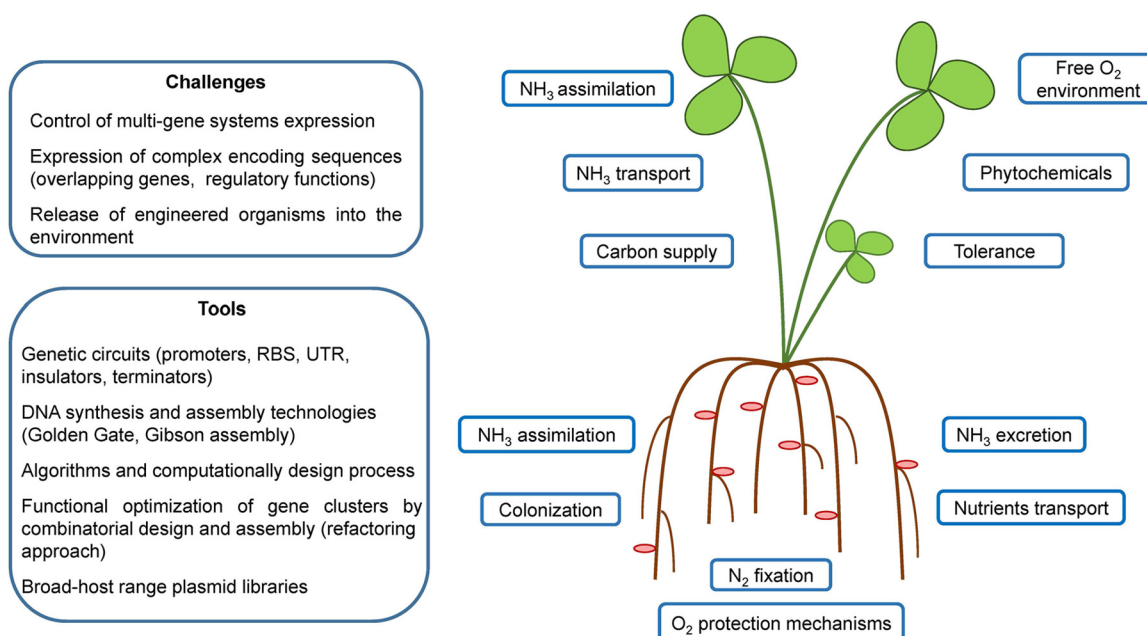 Challenges
Control of multi-gene systems expression
Expression of complex encoding sequences
(overlapping genes, regulatory functions)
Release of engineered organisms into the
environment
Tools
Genetic circuits (promoters, RBS, UTR,
insulators, terminators)
DNA synthesis and assembly technologies
(Golden Gate, Gibson assembly)
Algorithms and computationally design process
Functional optimization of gene clusters by
combinatorial design and assembly (refactoring
approach)
Broad-host range plasmid libraries
NH₃ assimilation
NH₃ transport
Carbon supply
Free O₂
environment
Phytochemicals
Tolerance
NH₃ assimilation
Colonization
NH₃ excretion
Nutrients transport
N₂ fixation
O₂ protection mechanisms